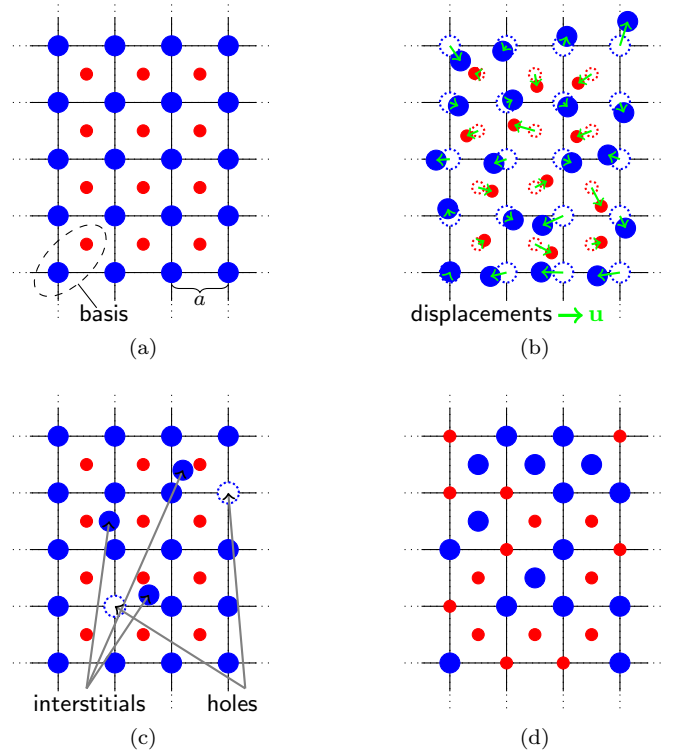 basis
a
(a)
displacements → u
(b)
interstitials
holes
(c)
(d)